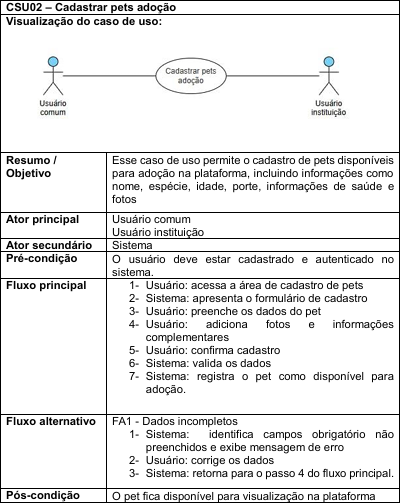 CSU02 – Cadastrar pets adoção
Visualização do caso de uso:
Cadastrar pets
adoção
Usuário
comum
Usuário
instituição
Resumo /
Objetivo
Esse caso de uso permite o cadastro de pets disponíveis
para adoção na plataforma, incluindo informações como
nome, espécie, idade, porte, informações de saúde e
fotos
Ator principal
Usuário comum
Usuário instituição
Ator secundário
Sistema
Pré-condição
O usuário deve estar cadastrado e autenticado no
sistema.
Fluxo principal
1- Usuário: acessa a área de cadastro de pets
2- Sistema: apresenta o formulário de cadastro
3- Usuário: preenche os dados do pet
4- Usuário: adiciona fotos e informações
complementares
5- Usuário: confirma cadastro
6- Sistema: valida os dados
7- Sistema: registra o pet como disponível para
adoção.
Fluxo alternativo
FA1 - Dados incompletos
1- Sistema: identifica campos obrigatório não
preenchidos e exibe mensagem de erro
2- Usuário: corrige os dados
3- Sistema: retorna para o passo 4 do fluxo principal.
Pós-condição
O pet fica disponível para visualização na plataforma